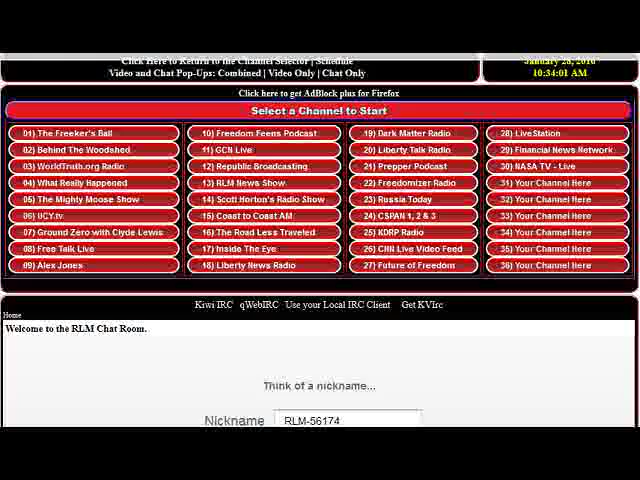 Click Here to Return to the Channel Selector | Schedule
Video and Chat Pop-Ups: Combined | Video Only | Chat Only
January 28, 2016
10:34:01 AM
Click here to get AdBlock plus for Firefox
Select a Channel to Start
01) The Freeker's Ball
02) Behind The Woodshed
03) WorldTruth.org Radio
04) What Really Happened
05) The Mighty Moose Show
06) UCY.tv
07) Ground Zero with Clyde Lewis
08) Free Talk Live
09) Alex Jones
10) Freedom Feens Podcast
11) GCN Live
12) Republic Broadcasting
13) RLM News Show
14) Scott Horton's Radio Show
15) Coast to Coast AM
16) The Road Less Traveled
17) Inside The Eye
18) Liberty News Radio
19) Dark Matter Radio
20) Liberty Talk Radio
21) Prepper Podcast
22) Freedomizer Radio
23) Russia Today
24) CSPAN 1, 2 & 3
25) KDRP Radio
26) CNN Live Video Feed
27) Future of Freedom
28) LiveStation
29) Financial News Network
30) NASA TV - Live
31) Your Channel Here
32) Your Channel Here
33) Your Channel Here
34) Your Channel Here
35) Your Channel Here
36) Your Channel Here
Kiwi IRC qWebIRC Use your Local IRC Client Get KVIrc
Home
Welcome to the RLM Chat Room.
Think of a nickname...
Nickname RLM-56174